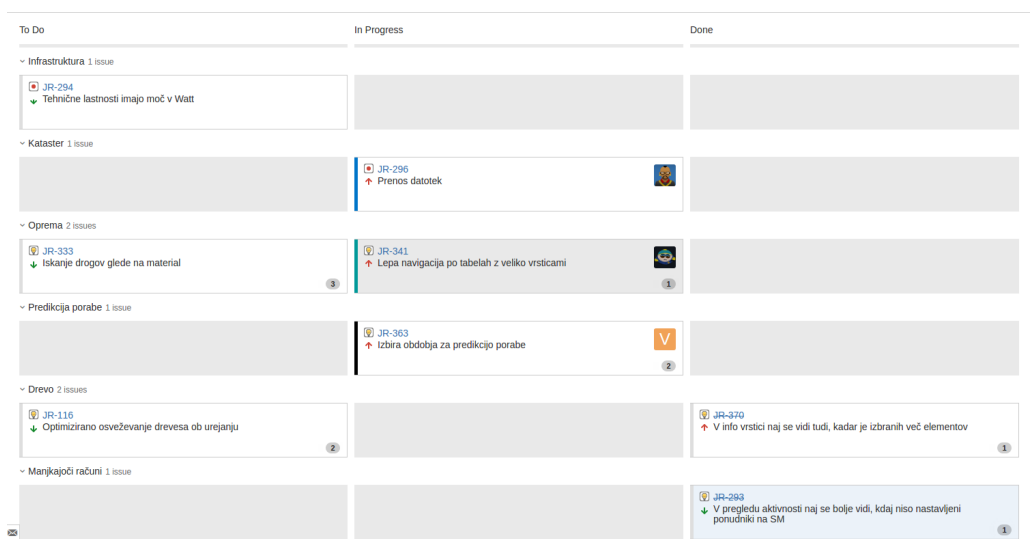 To Do In Progress Done
Infrastruktura 1 issue
JR-294
Tehnične lastnosti imajo moč v Watt
Kataster 1 issue
JR-296
Prenos datotek
Oprema 2 issues
JR-333
Iskanje drogov glede na material
3
JR-341
Lepa navigacija po tabelah z veliko vrsticami
1
Predikcija porabe 1 issue
JR-363
Izbira obdobja za predikcijo porabe
V
2
Drevo 2 issues
JR-116
Optimizirano osveževanje drevesa ob urejanju
2
JR-370
V info vrstici naj se vidi tudi, kadar je izbranih več elementov
1
Manjkajoči računi 1 issue
JR-293
V pregledu aktivnosti naj se bolje vidi, kdaj niso nastavljeni
ponudniki na SM
1